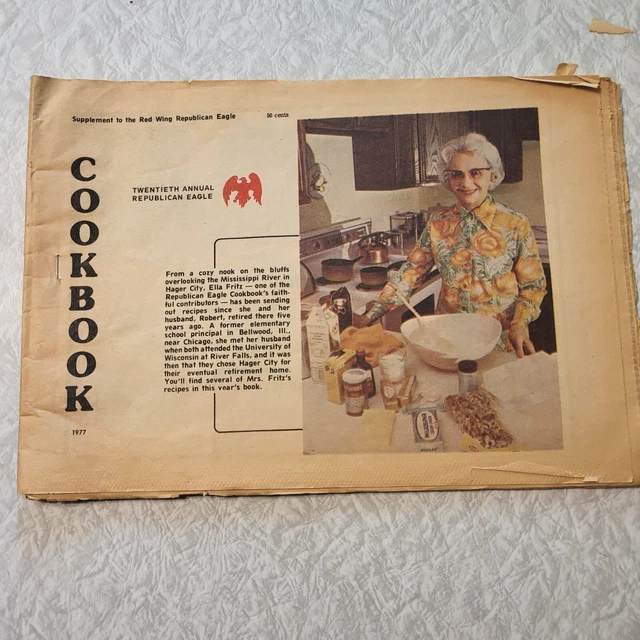 Supplement to the Red Wing Republican Eagle
56 cents
COOKBOOK
TWENTIETH ANNUAL
REPUBLICAN EAGLE
From a cozy nook on the bluffs
overlooking the Mississippi River in
Hager City, Ella Fritz — one of the
Republican Eagle Cookbook's faith-
ful contributors — has been sending
out recipes since she and her
husband, Robert, retired there five
years ago. A former elementary
school principal in Bellwood, Ill.,
near Chicago, she met her husband
when both attended the University of
Wisconsin at River Falls, and it was
then that they chose Hager City for
their eventual retirement home.
You'll find several of Mrs. Fritz's
recipes in this year's book.
1977